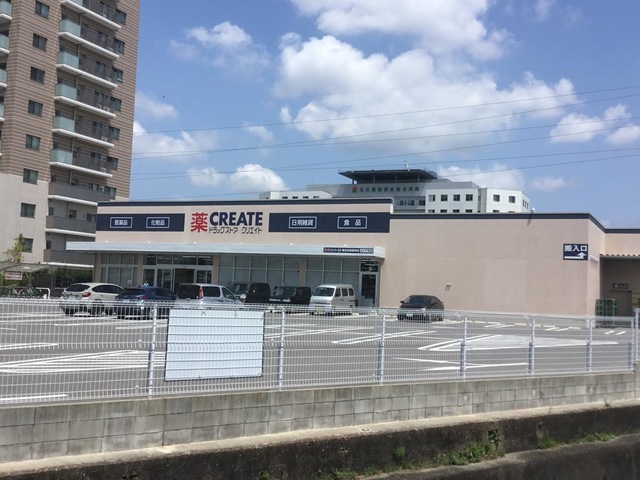 医薬品
化粧品
薬 CREATE
ドラッグストア クリエイト
日用雑貨
食品
搬入口